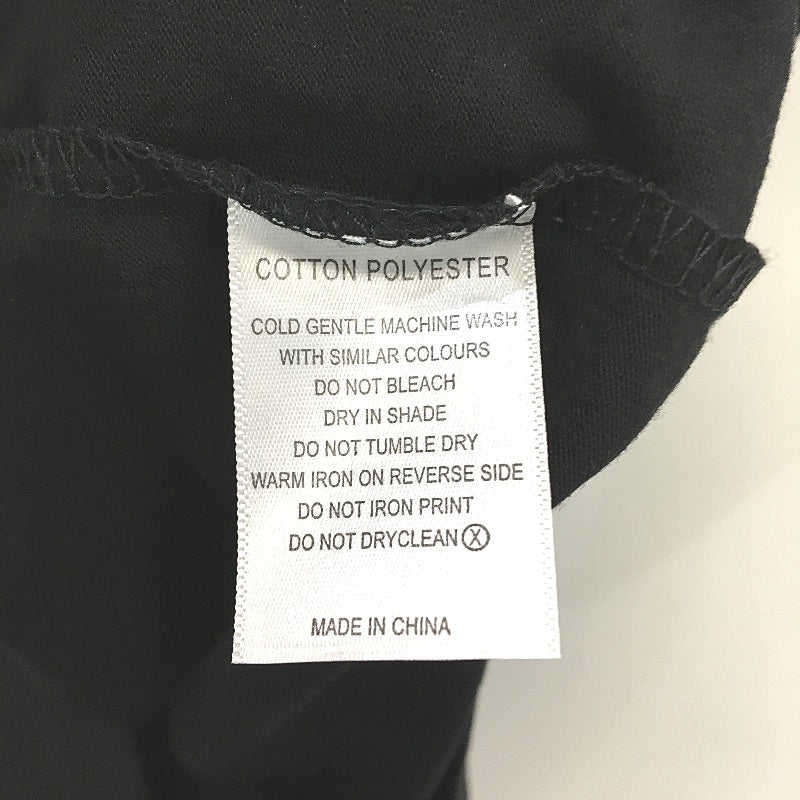 COTTON POLYESTER
COLD GENTLE MACHINE WASH
WITH SIMILAR COLOURS
DO NOT BLEACH
DRY IN SHADE
DO NOT TUMBLE DRY
WARM IRON ON REVERSE SIDE
DO NOT IRON PRINT
DO NOT DRYCLEAN Ⓧ
MADE IN CHINA